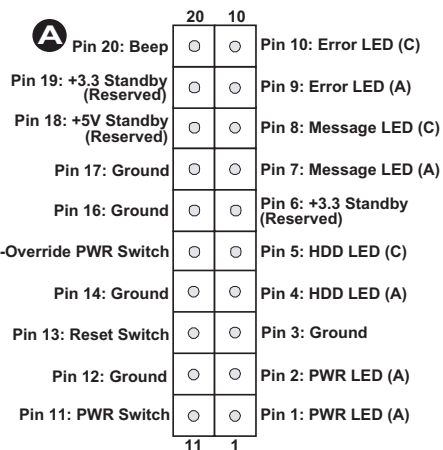 20 10
A
Pin 20: Beep
Pin 10: Error LED (C)
Pin 19: +3.3 Standby
(Reserved)
Pin 9: Error LED (A)
Pin 18: +5V Standby
(Reserved)
Pin 8: Message LED (C)
Pin 17: Ground
Pin 7: Message LED (A)
Pin 16: Ground
Pin 6: +3.3 Standby
(Reserved)
-Override PWR Switch
Pin 5: HDD LED (C)
Pin 14: Ground
Pin 4: HDD LED (A)
Pin 13: Reset Switch
Pin 3: Ground
Pin 12: Ground
Pin 2: PWR LED (A)
Pin 11: PWR Switch
Pin 1: PWR LED (A)
11 1